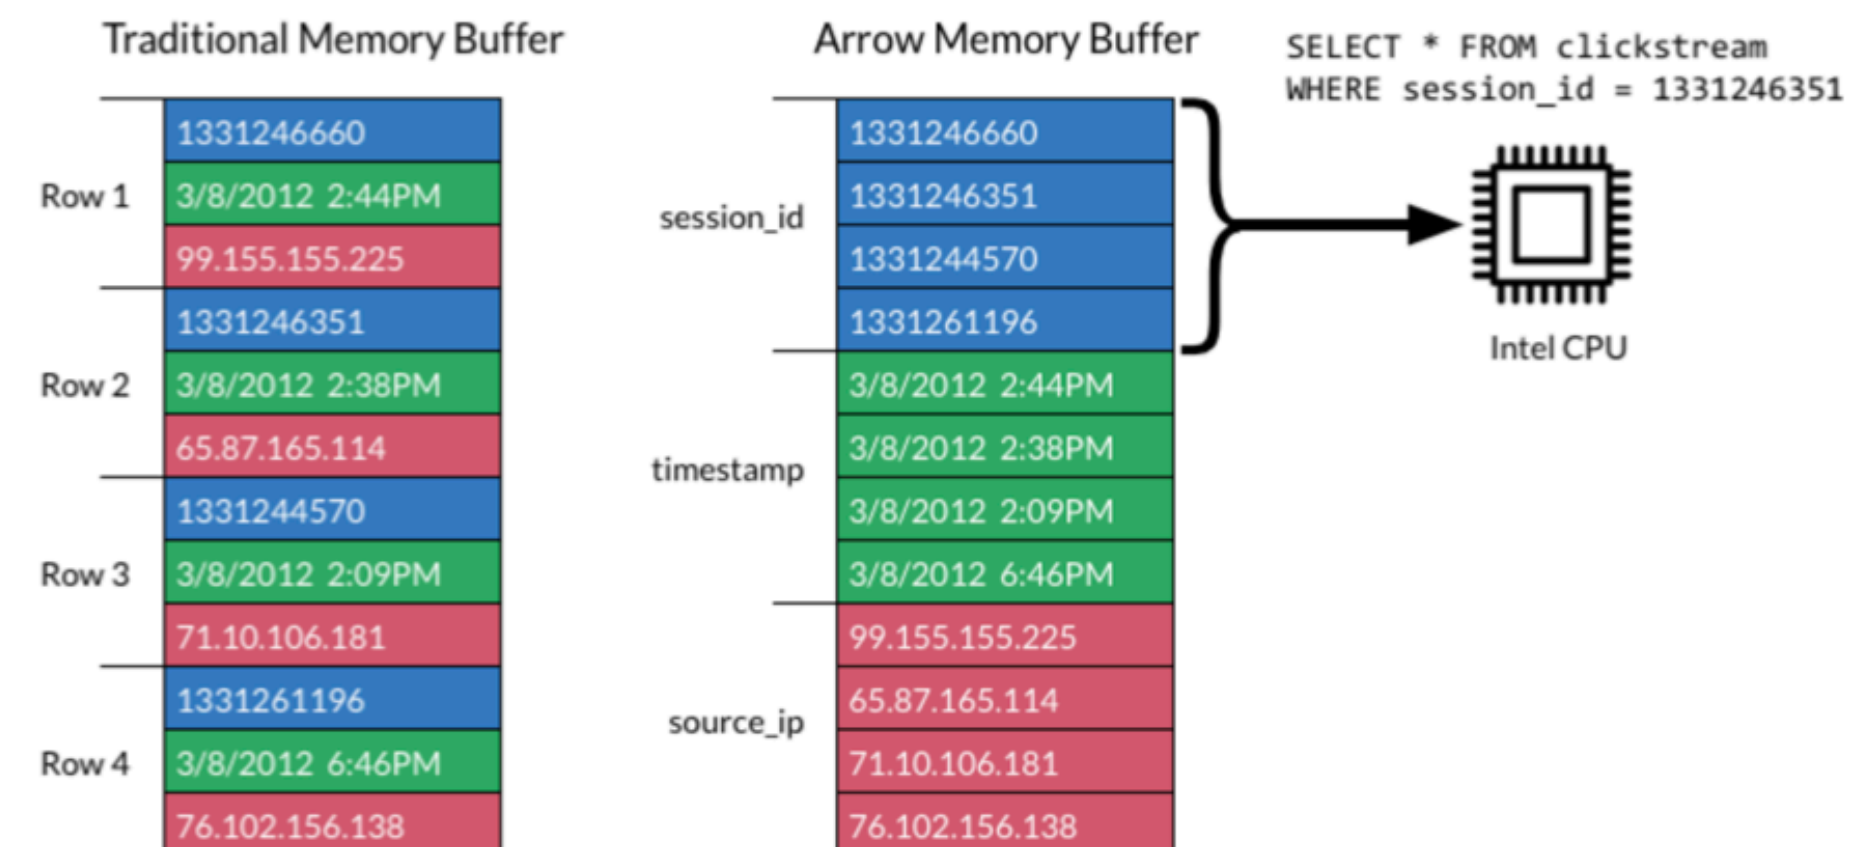 Traditional Memory Buffer
Row 1
1331246660
3/8/2012 2:44PM
99.155.155.225
Row 2
1331246351
3/8/2012 2:38PM
65.87.165.114
Row 3
1331244570
3/8/2012 2:09PM
71.10.106.181
Row 4
1331261196
3/8/2012 6:46PM
76.102.156.138
Arrow Memory Buffer
session_id
1331246660
1331246351
1331244570
1331261196
timestamp
3/8/2012 2:44PM
3/8/2012 2:38PM
3/8/2012 2:09PM
3/8/2012 6:46PM
source_ip
99.155.155.225
65.87.165.114
71.10.106.181
76.102.156.138
SELECT * FROM clickstream
WHERE session_id = 1331246351
Intel CPU